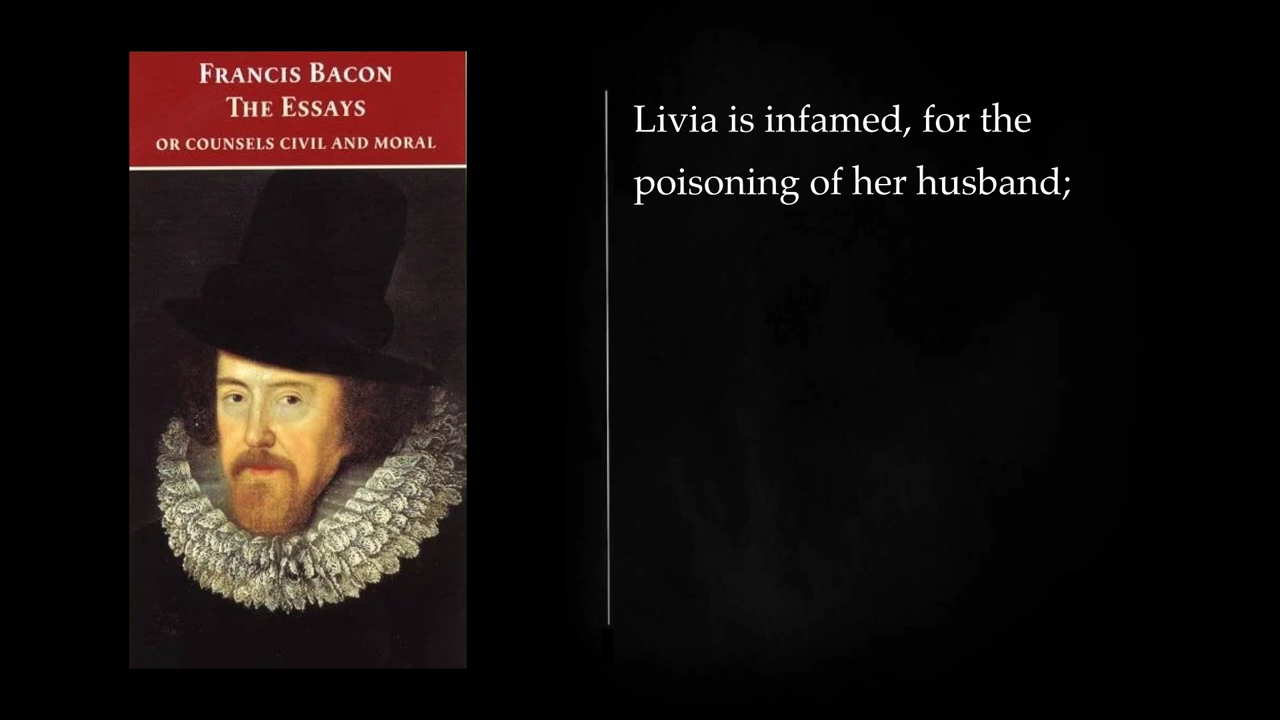 FRANCIS BACON
THE ESSAYS
OR COUNSELS CIVIL AND MORAL
Livia is infamed, for the
poisoning of her husband;